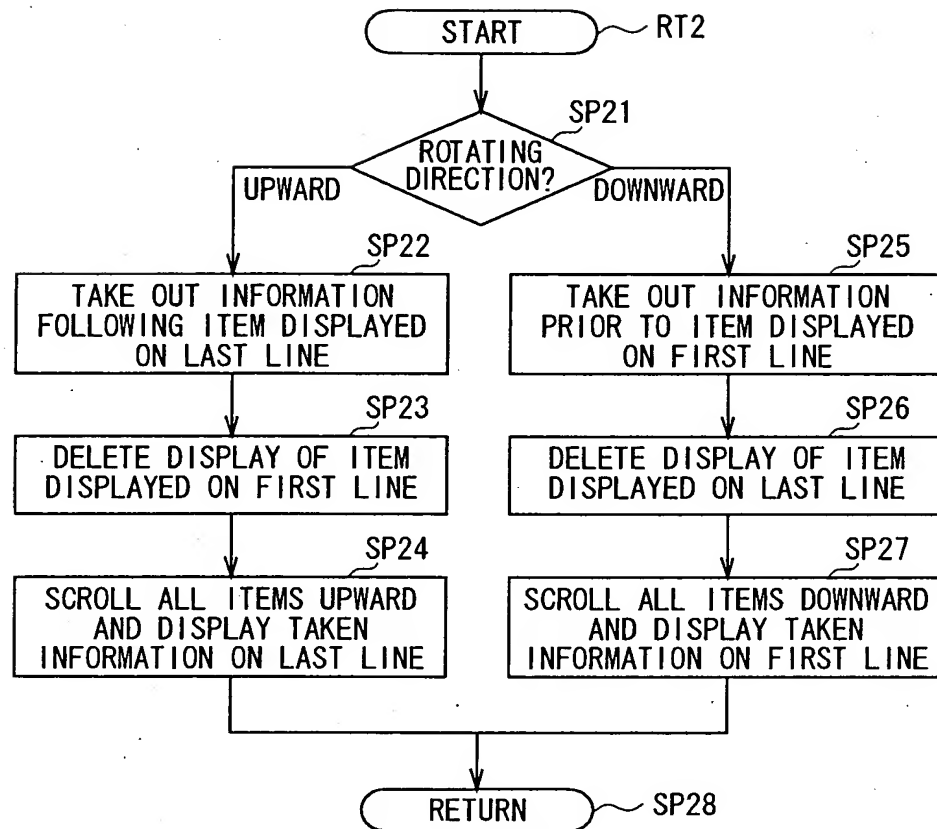 START
RT2
SP21
ROTATING
DIRECTION?
UPWARD
DOWNWARD
SP22
TAKE OUT INFORMATION
FOLLOWING ITEM DISPLAYED
ON LAST LINE
SP23
DELETE DISPLAY OF ITEM
DISPLAYED ON FIRST LINE
SP24
SCROLL ALL ITEMS UPWARD
AND DISPLAY TAKEN
INFORMATION ON LAST LINE
SP25
TAKE OUT INFORMATION
PRIOR TO ITEM DISPLAYED
ON FIRST LINE
SP26
DELETE DISPLAY OF ITEM
DISPLAYED ON LAST LINE
SP27
SCROLL ALL ITEMS DOWNWARD
AND DISPLAY TAKEN
INFORMATION ON FIRST LINE
RETURN
SP28